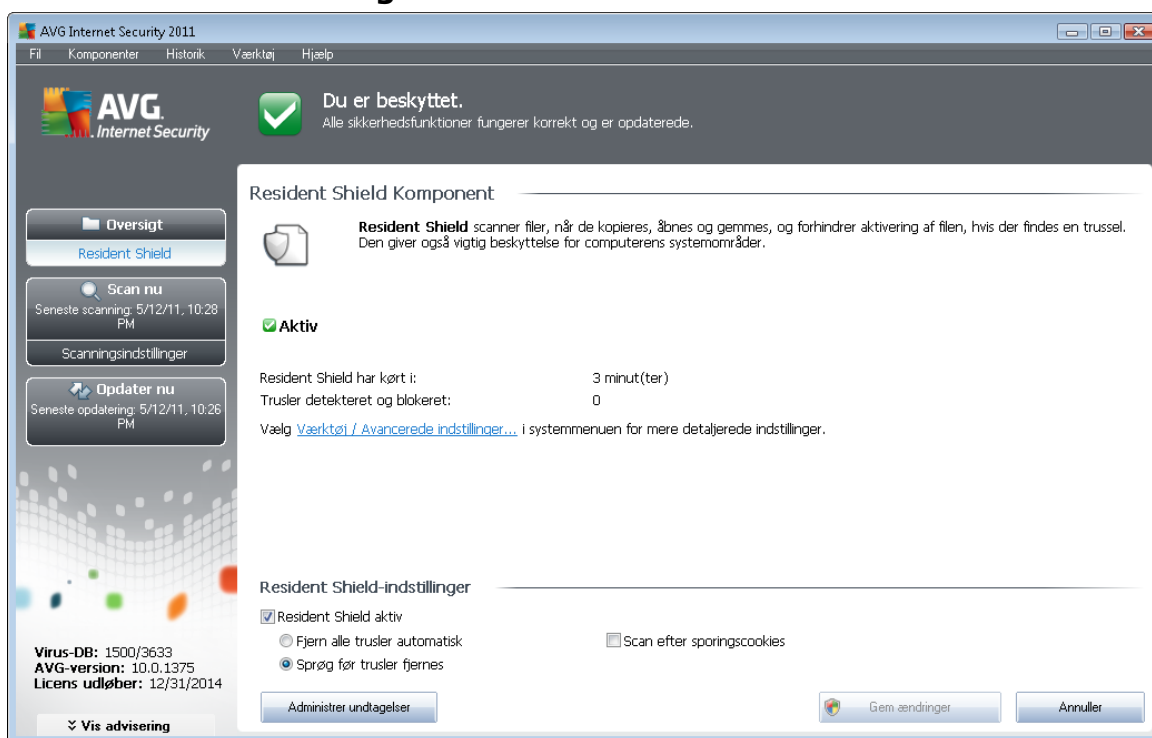 AVG Internet Security 2011
Fil Komponenter Historik Værktøj Hjælp
AVG.
Internet Security
Du er beskyttet.
Alle sikkerhedsfunktioner fungerer korrekt og er opdaterede.
Oversigt
Resident Shield
Scan nu
Seneste scanning: 5/12/11, 10:28
PM
Scanningsindstillinger
Opdater nu
Seneste opdatering: 5/12/11, 10:26
PM
Virus-DB: 1500/3633
AVG-version: 10.0.1375
Licens udløber: 12/31/2014
Vis advisering
Resident Shield Komponent
Resident Shield scanner filer, når de kopieres, åbnes og gemmes, og forhindrer aktivering af filen, hvis der findes en trussel.
Den giver også vigtig beskyttelse for computerens systemområder.
Aktiv
Resident Shield har kørt i: 3 minut(ter)
Trusler detekteret og blokeret: 0
Vælg Værktøj / Avancerede indstillinger... i systemmenuen for mere detaljerede indstillinger.
Resident Shield-indstillinger
Resident Shield aktiv
Fjern alle trusler automatisk Scan efter sporingscookies
Sprøg før trusler fjernes
Administrer undtagelser Gem ændringer Annuller